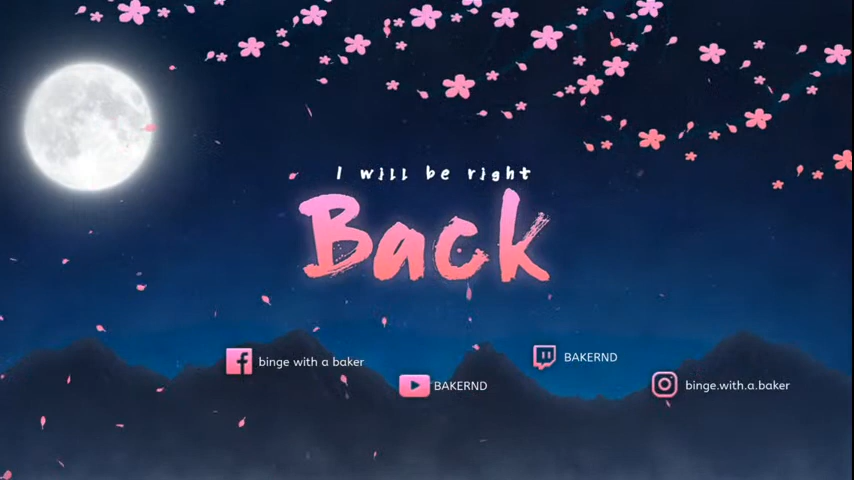 I will be right
Back
binge with a baker
BAKERND
BAKERND
binge.with.a.baker